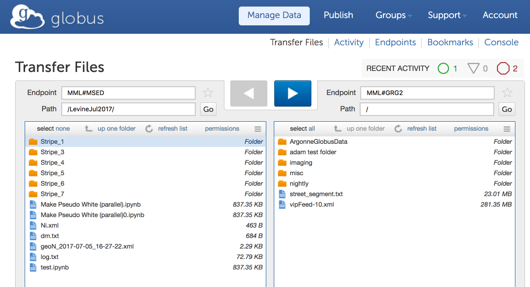 globus
Manage Data Publish Groups Support Account
Transfer Files Activity Endpoints Bookmarks Console
Transfer Files
RECENT ACTIVITY 1 0 2
Endpoint MML#MSED
Path /LevineJul2017/ Go
select none up one folder refresh list permissions
Stripe_1 Folder
Stripe_3 Folder
Stripe_4 Folder
Stripe_5 Folder
Stripe_6 Folder
Stripe_7 Folder
Make Pseudo White (parallel).ipynb 837.35 KB
Make Pseudo White (parallel)0.ipynb 837.35 KB
Ni.xml 463 B
dm.txt 684 B
geoN_2017-07-05_16-27-22.xml 2.29 KB
log.txt 72.79 KB
test.ipynb 837.35 KB
Endpoint MML#GRG2
Path / Go
select all up one folder refresh list permissions
ArgonneGlobusData Folder
adam test folder Folder
imaging Folder
misc Folder
nightly Folder
street_segment.txt 23.01 MB
vipFeed-10.xml 281.35 MB